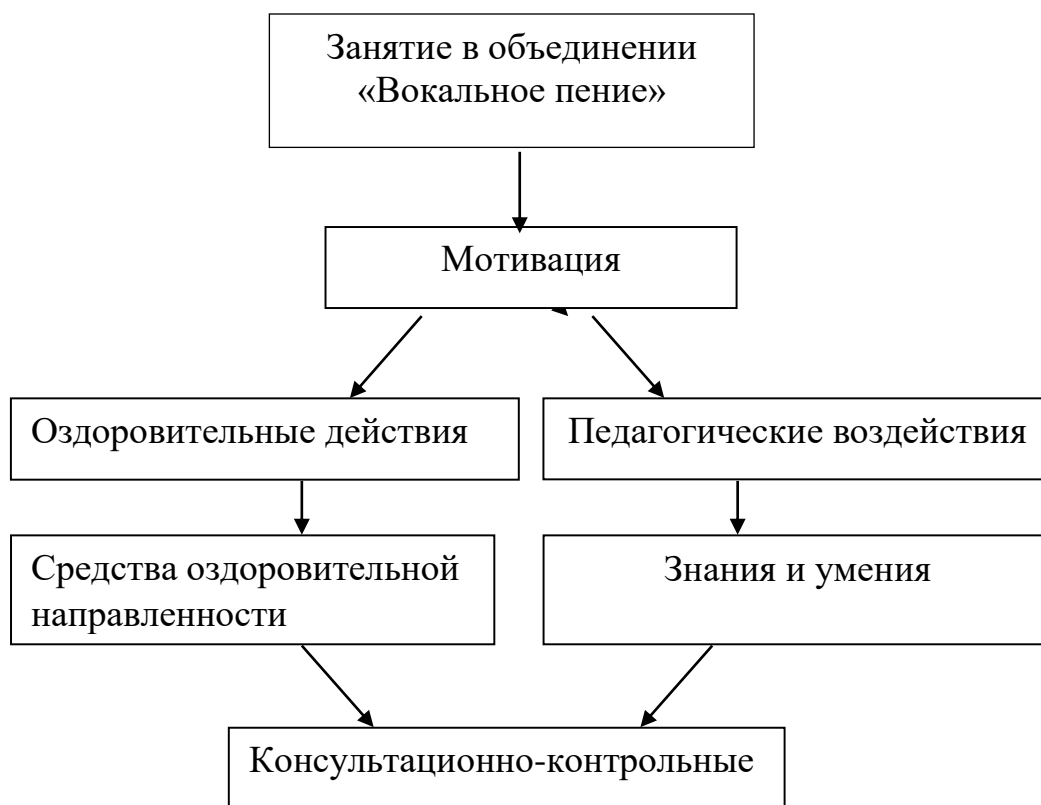 Занятие в объединении
«Вокальное пение»
Мотивация
Оздоровительные действия
Педагогические воздействия
Средства оздоровительной
направленности
Знания и умения
Консультационно-контрольные